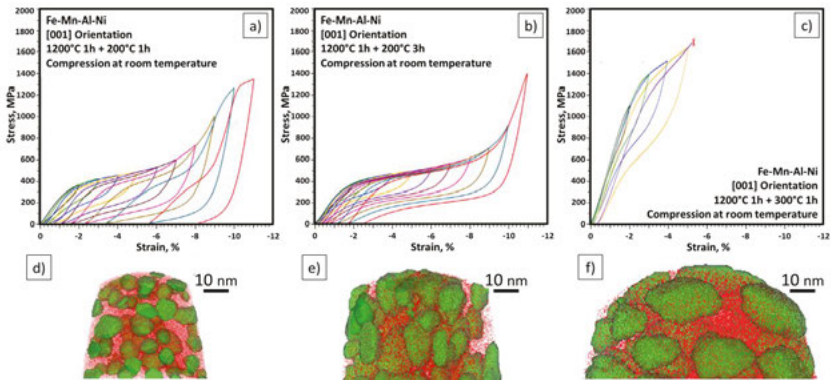 2000
1800
1600
1400
1200
1000
800
600
400
200
0
Stress, MPa
Fe-Mn-Al-Ni
[001] Orientation
1200°C 1h + 200°C 1h
Compression at room temperature
a)
0 -2 -4 -6 -8 -10 -12
Strain, %
2000
1800
1600
1400
1200
1000
800
600
400
200
0
Stress, MPa
Fe-Mn-Al-Ni
[001] Orientation
1200°C 1h + 200°C 3h
Compression at room temperature
b)
0 -2 -4 -6 -8 -10 -12
Strain, %
2000
1800
1600
1400
1200
1000
800
600
400
200
0
Stress, MPa
c)
Fe-Mn-Al-Ni
[001] Orientation
1200°C 1h + 300°C 1h
Compression at room temperature
0 -2 -4 -6 -8 -10 -12
Strain, %
d)
10 nm
e)
10 nm
f)
10 nm